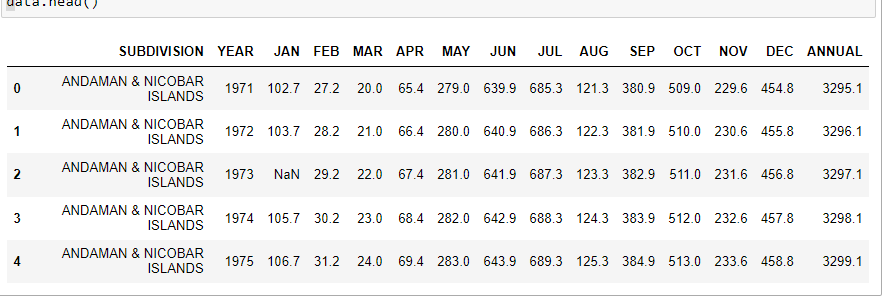 data.head()
SUBDIVISION YEAR JAN FEB MAR APR MAY JUN JUL AUG SEP OCT NOV DEC ANNUAL
0 ANDAMAN & NICOBAR ISLANDS 1971 102.7 27.2 20.0 65.4 279.0 639.9 685.3 121.3 380.9 509.0 229.6 454.8 3295.1
1 ANDAMAN & NICOBAR ISLANDS 1972 103.7 28.2 21.0 66.4 280.0 640.9 686.3 122.3 381.9 510.0 230.6 455.8 3296.1
2 ANDAMAN & NICOBAR ISLANDS 1973 NaN 29.2 22.0 67.4 281.0 641.9 687.3 123.3 382.9 511.0 231.6 456.8 3297.1
3 ANDAMAN & NICOBAR ISLANDS 1974 105.7 30.2 23.0 68.4 282.0 642.9 688.3 124.3 383.9 512.0 232.6 457.8 3298.1
4 ANDAMAN & NICOBAR ISLANDS 1975 106.7 31.2 24.0 69.4 283.0 643.9 689.3 125.3 384.9 513.0 233.6 458.8 3299.1